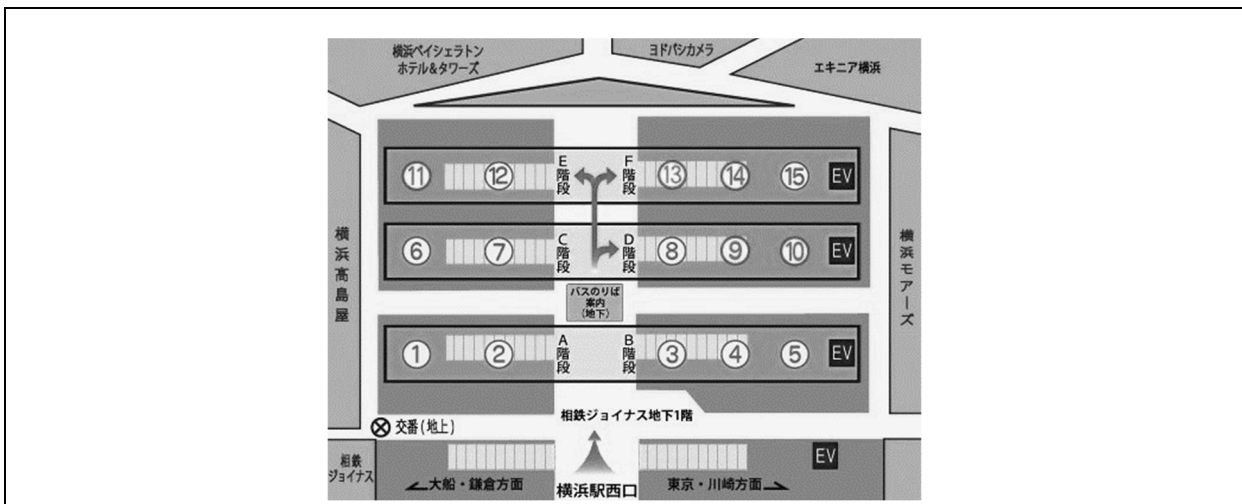 横浜ベイシェラトン
ホテル&タワーズ
ヨドバシカメラ
エキニア横浜
⑪
⑫
E階段
F階段
⑬
⑭
⑮
EV
横浜高島屋
⑥
⑦
C階段
D階段
⑧
⑨
⑩
EV
横浜モアーズ
バスのりば
案内
(地下)
①
②
A階段
B階段
③
④
⑤
EV
相鉄ジョイナス地下1階
交番(地上)
相鉄
ジョイナス
大船・鎌倉方面
横浜駅西口
東京・川崎方面
EV